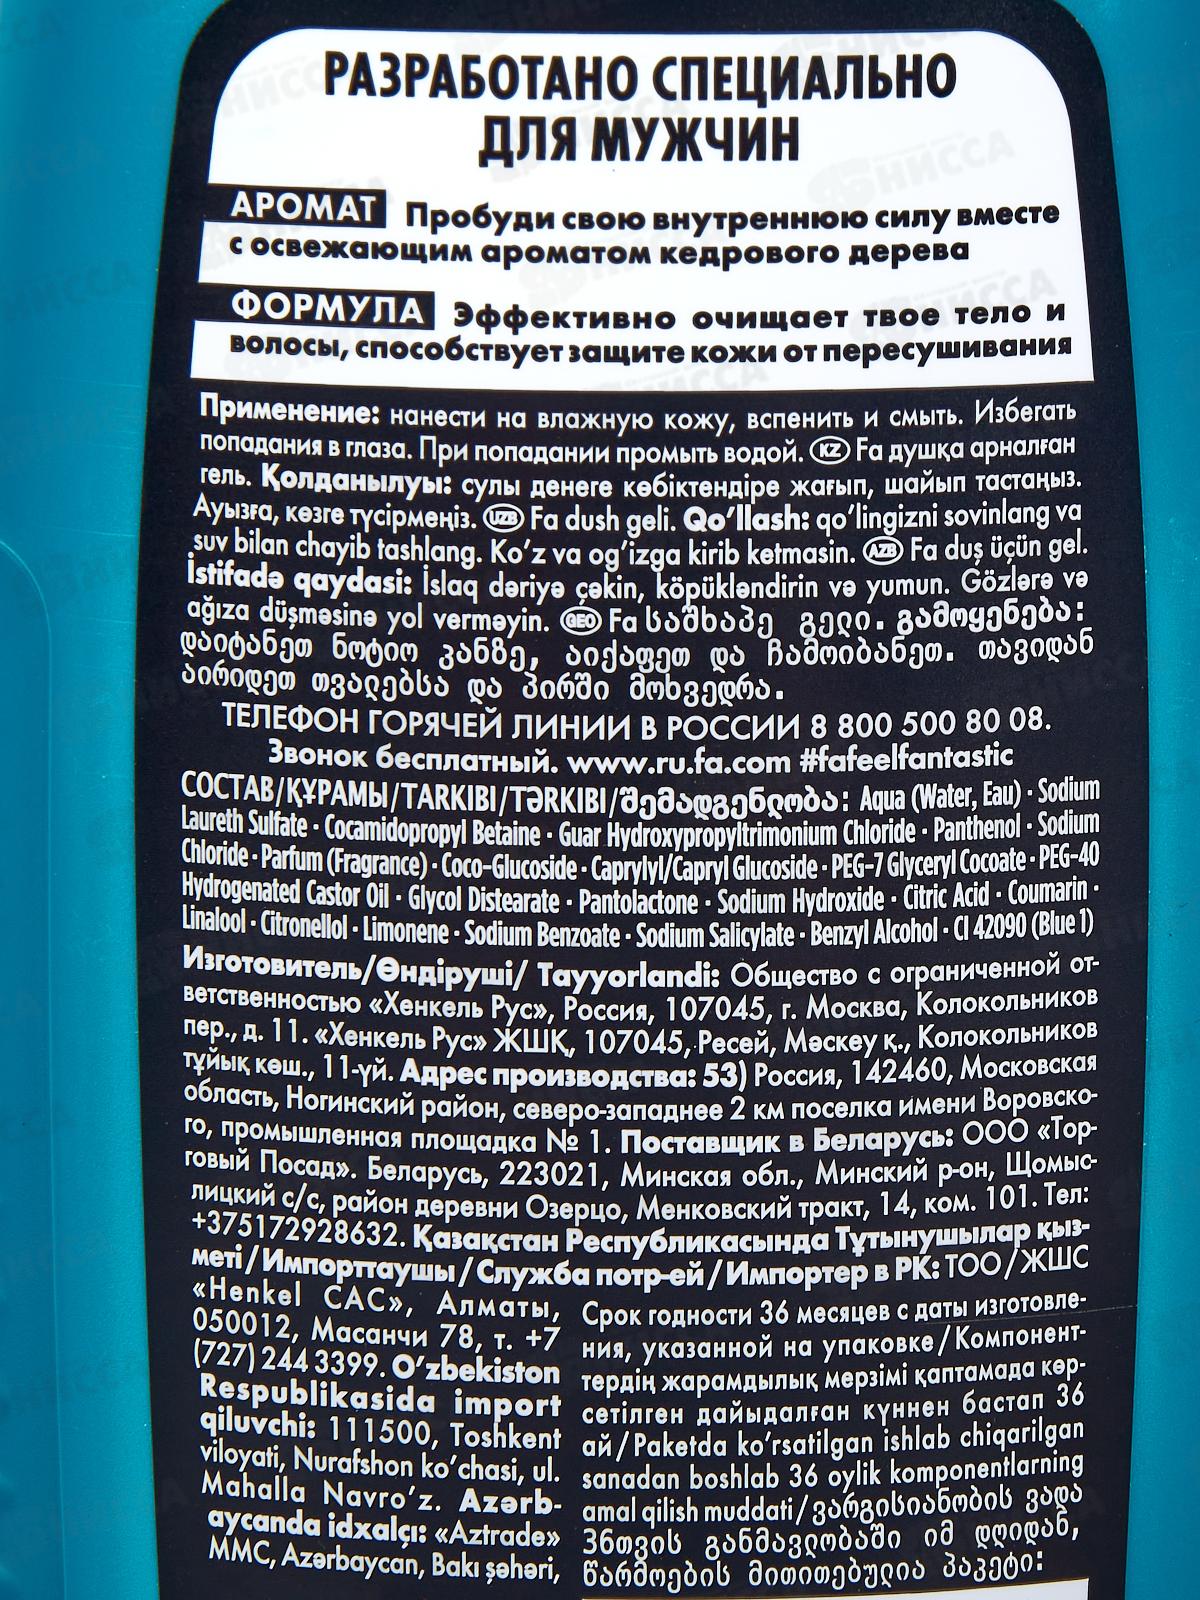 РАЗРАБОТАНО СПЕЦИАЛЬНО
ДЛЯ МУЖЧИН
АРОМАТ Пробуди свою внутреннюю силу вместе
с освежающим ароматом кедрового дерева
ФОРМУЛА Эффективно очищает твое тело и
волосы, способствует защите кожи от пересушивания
Применение: нанести на влажную кожу, вспенить и смыть. Избегать
попадания в глаза. При попадании промыть водой. KZ Fa душқа арналған
гель. Қолданылуы: сулы денеге көбіктендіре жағып, шайып тастаңыз.
Ауызға, көзге түсірмеңіз. UZB Fa dush geli. Qo'llash: qo'lingizni sovinlang va
suv bilan chayib tashlang. Ko'z va og'izga kirib ketmasin. AZB Fa duş üçün gel.
İstifadə qaydasi: İslaq dəriyə çəkin, köpükləndirin və yumun. Gözlərə və
ağıza düşməsinə yol verməyin. GEO Fa საშხაპე გელი. გამოყენება:
დაიტანეთ ნოტიო კანზე, აიქაფეთ და ჩამოიბანეთ. თავიდან
აირიდეთ თვალებსა და პირში მოხვედრა.
ТЕЛЕФОН ГОРЯЧЕЙ ЛИНИИ В РОССИИ 8 800 500 80 08.
Звонок бесплатный. www.ru.fa.com #fafeelfantastic
СОСТАВ/ҚҰРАМЫ/TARKIBI/TƏRKIBI/შემადგენლობა: Aqua (Water, Eau) · Sodium
Laureth Sulfate · Cocamidopropyl Betaine · Guar Hydroxypropyltrimonium Chloride · Panthenol · Sodium
Chloride · Parfum (Fragrance) · Coco-Glucoside · Caprylyl/Capryl Glucoside · PEG-7 Glyceryl Cocoate · PEG-40
Hydrogenated Castor Oil · Glycol Distearate · Pantolactone · Sodium Hydroxide · Citric Acid · Coumarin ·
Linalool · Citronellol · Limonene · Sodium Benzoate · Sodium Salicylate · Benzyl Alcohol · CI 42090 (Blue 1)
Изготовитель/Өндіруші/ Tayyorlandi: Общество с ограниченной от-
ветственностью «Хенкель Рус», Россия, 107045, г. Москва, Колокольников
пер., д. 11. «Хенкель Рус» ЖШҚ, 107045, Ресей, Мәскеу қ., Колокольников
тұйық көш., 11-үй. Адрес производства: 53) Россия, 142460, Московская
область, Ногинский район, северо-западнее 2 км поселка имени Воровско-
го, промышленная площадка № 1. Поставщик в Беларусь: ООО «Тор-
говый Посад». Беларусь, 223021, Минская обл., Минский р-он, Щомыс-
лицкий с/с, район деревни Озерцо, Менковский тракт, 14, ком. 101. Тел:
+375172928632. Қазақстан Республикасында Тұтынушылар қыз-
меті/Импорттаушы/Служба потр-ей/Импортер в РК: ТОО/ЖШС
«Henkel CAC», Алматы,
050012, Масанчи 78, т. +7
(727) 244 3399. O'zbekiston
Respublikasida import
qiluvchi: 111500, Toshkent
viloyati, Nurafshon ko'chasi, ul.
Mahalla Navro'z. Azərb-
aycanda idxalçı: «Aztrade»
MMC, Azərbaycan, Bakı şəhəri,
Срок годности 36 месяцев с даты изготовле-
ния, указанной на упаковке/Компонент-
тердің жарамдылық мерзімі қаптамада көр-
сетілген дайыдалған күннен бастап 36
ай/Paketda ko'rsatilgan ishlab chiqarilgan
sanadan boshlab 36 oylik komponentlarning
amal qilish muddati/ვარგისიანობის ვადა
36თვის განმავლობაში იმ დღიდან,
წარმოების მითითებულია პაკეტი: